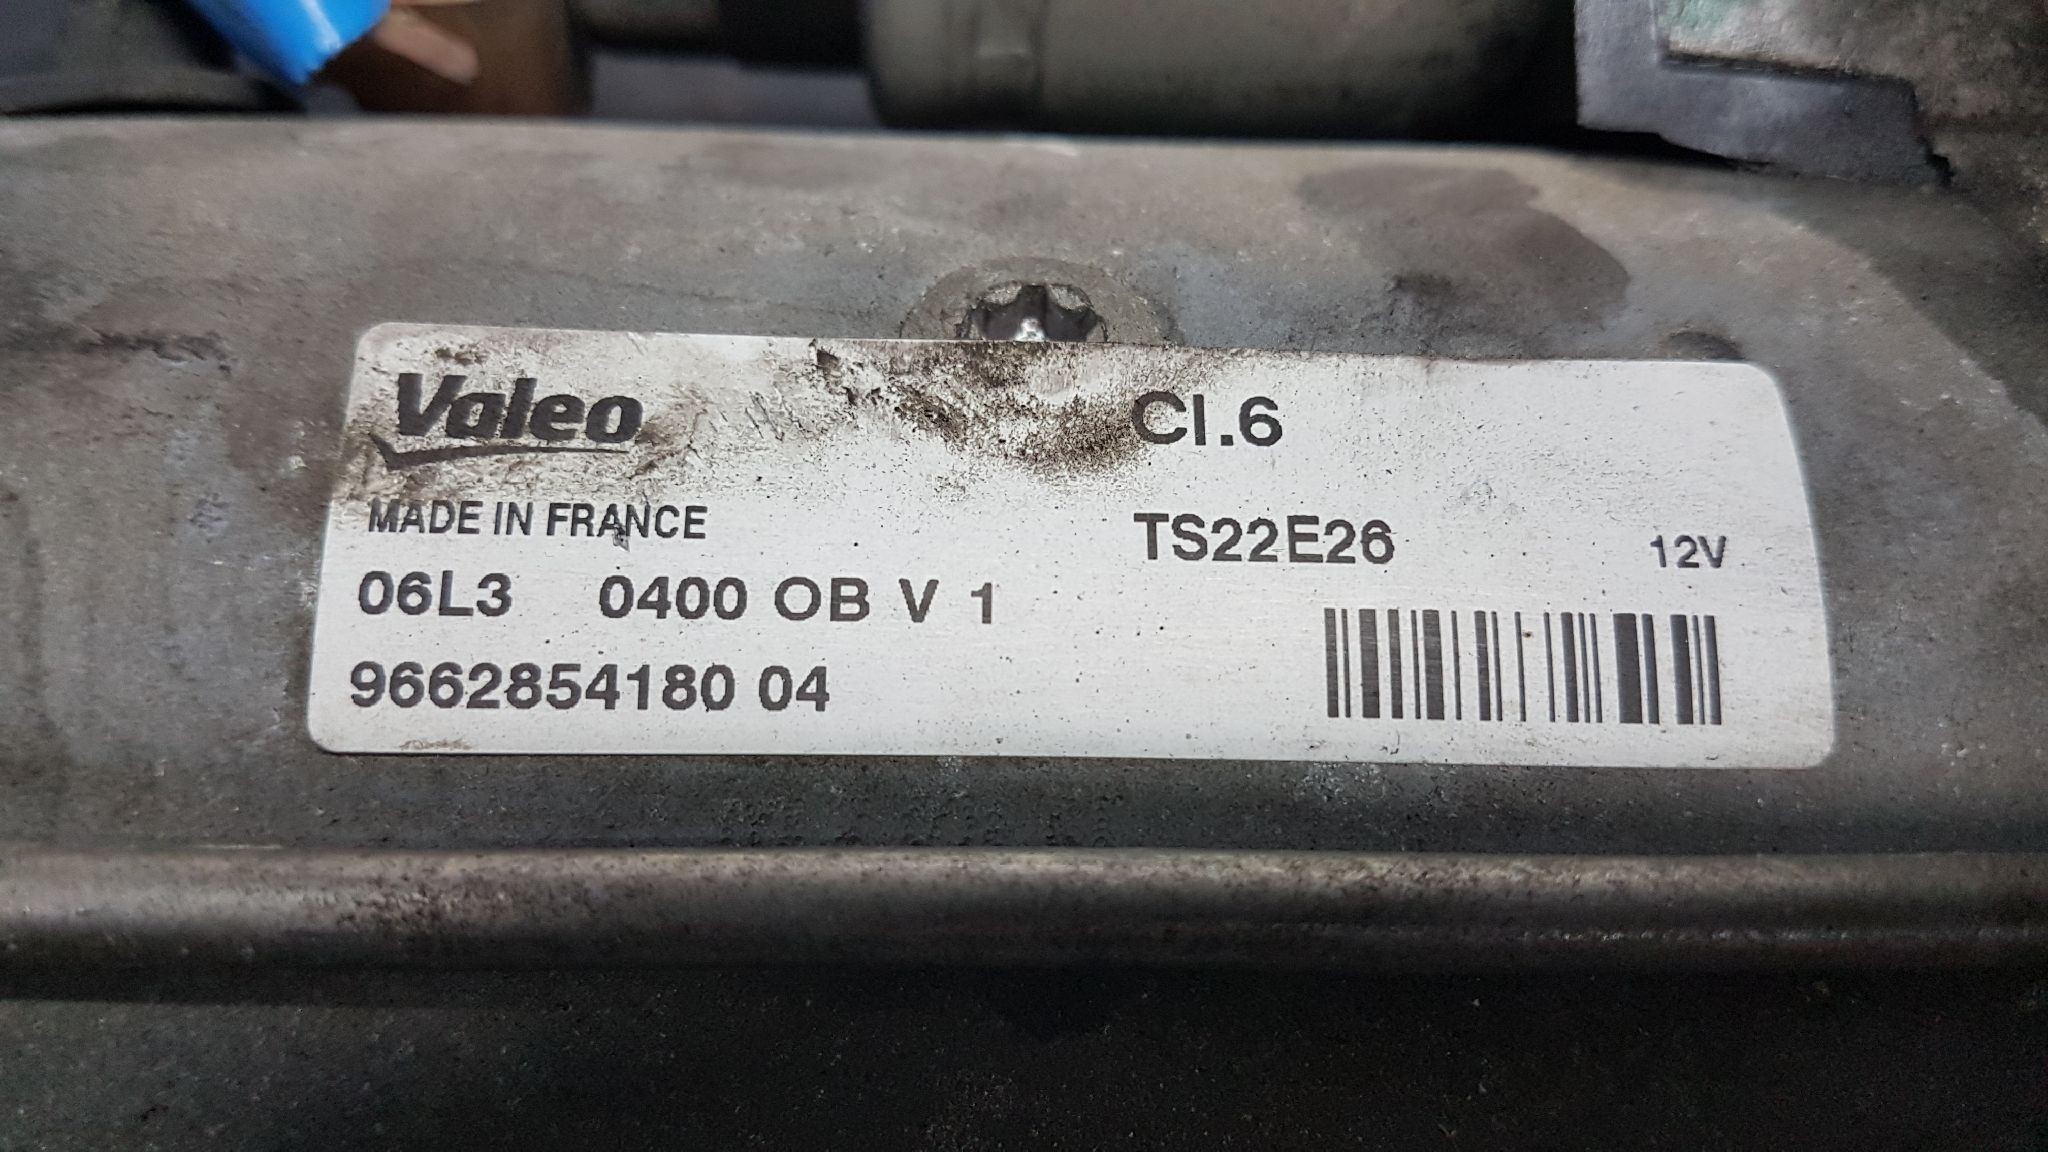 Valeo
Cl.6
MADE IN FRANCE
TS22E26
12V
06L3 0400 OB V 1
9662854180 04